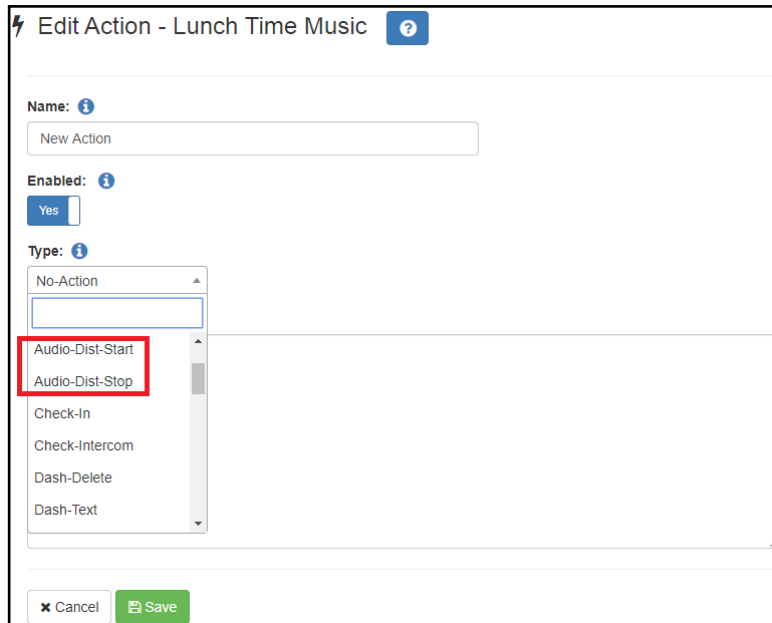 Edit Action - Lunch Time Music
Name:
New Action
Enabled:
Yes
Type:
No-Action
Audio-Dist-Start
Audio-Dist-Stop
Check-In
Check-Intercom
Dash-Delete
Dash-Text
Cancel Save